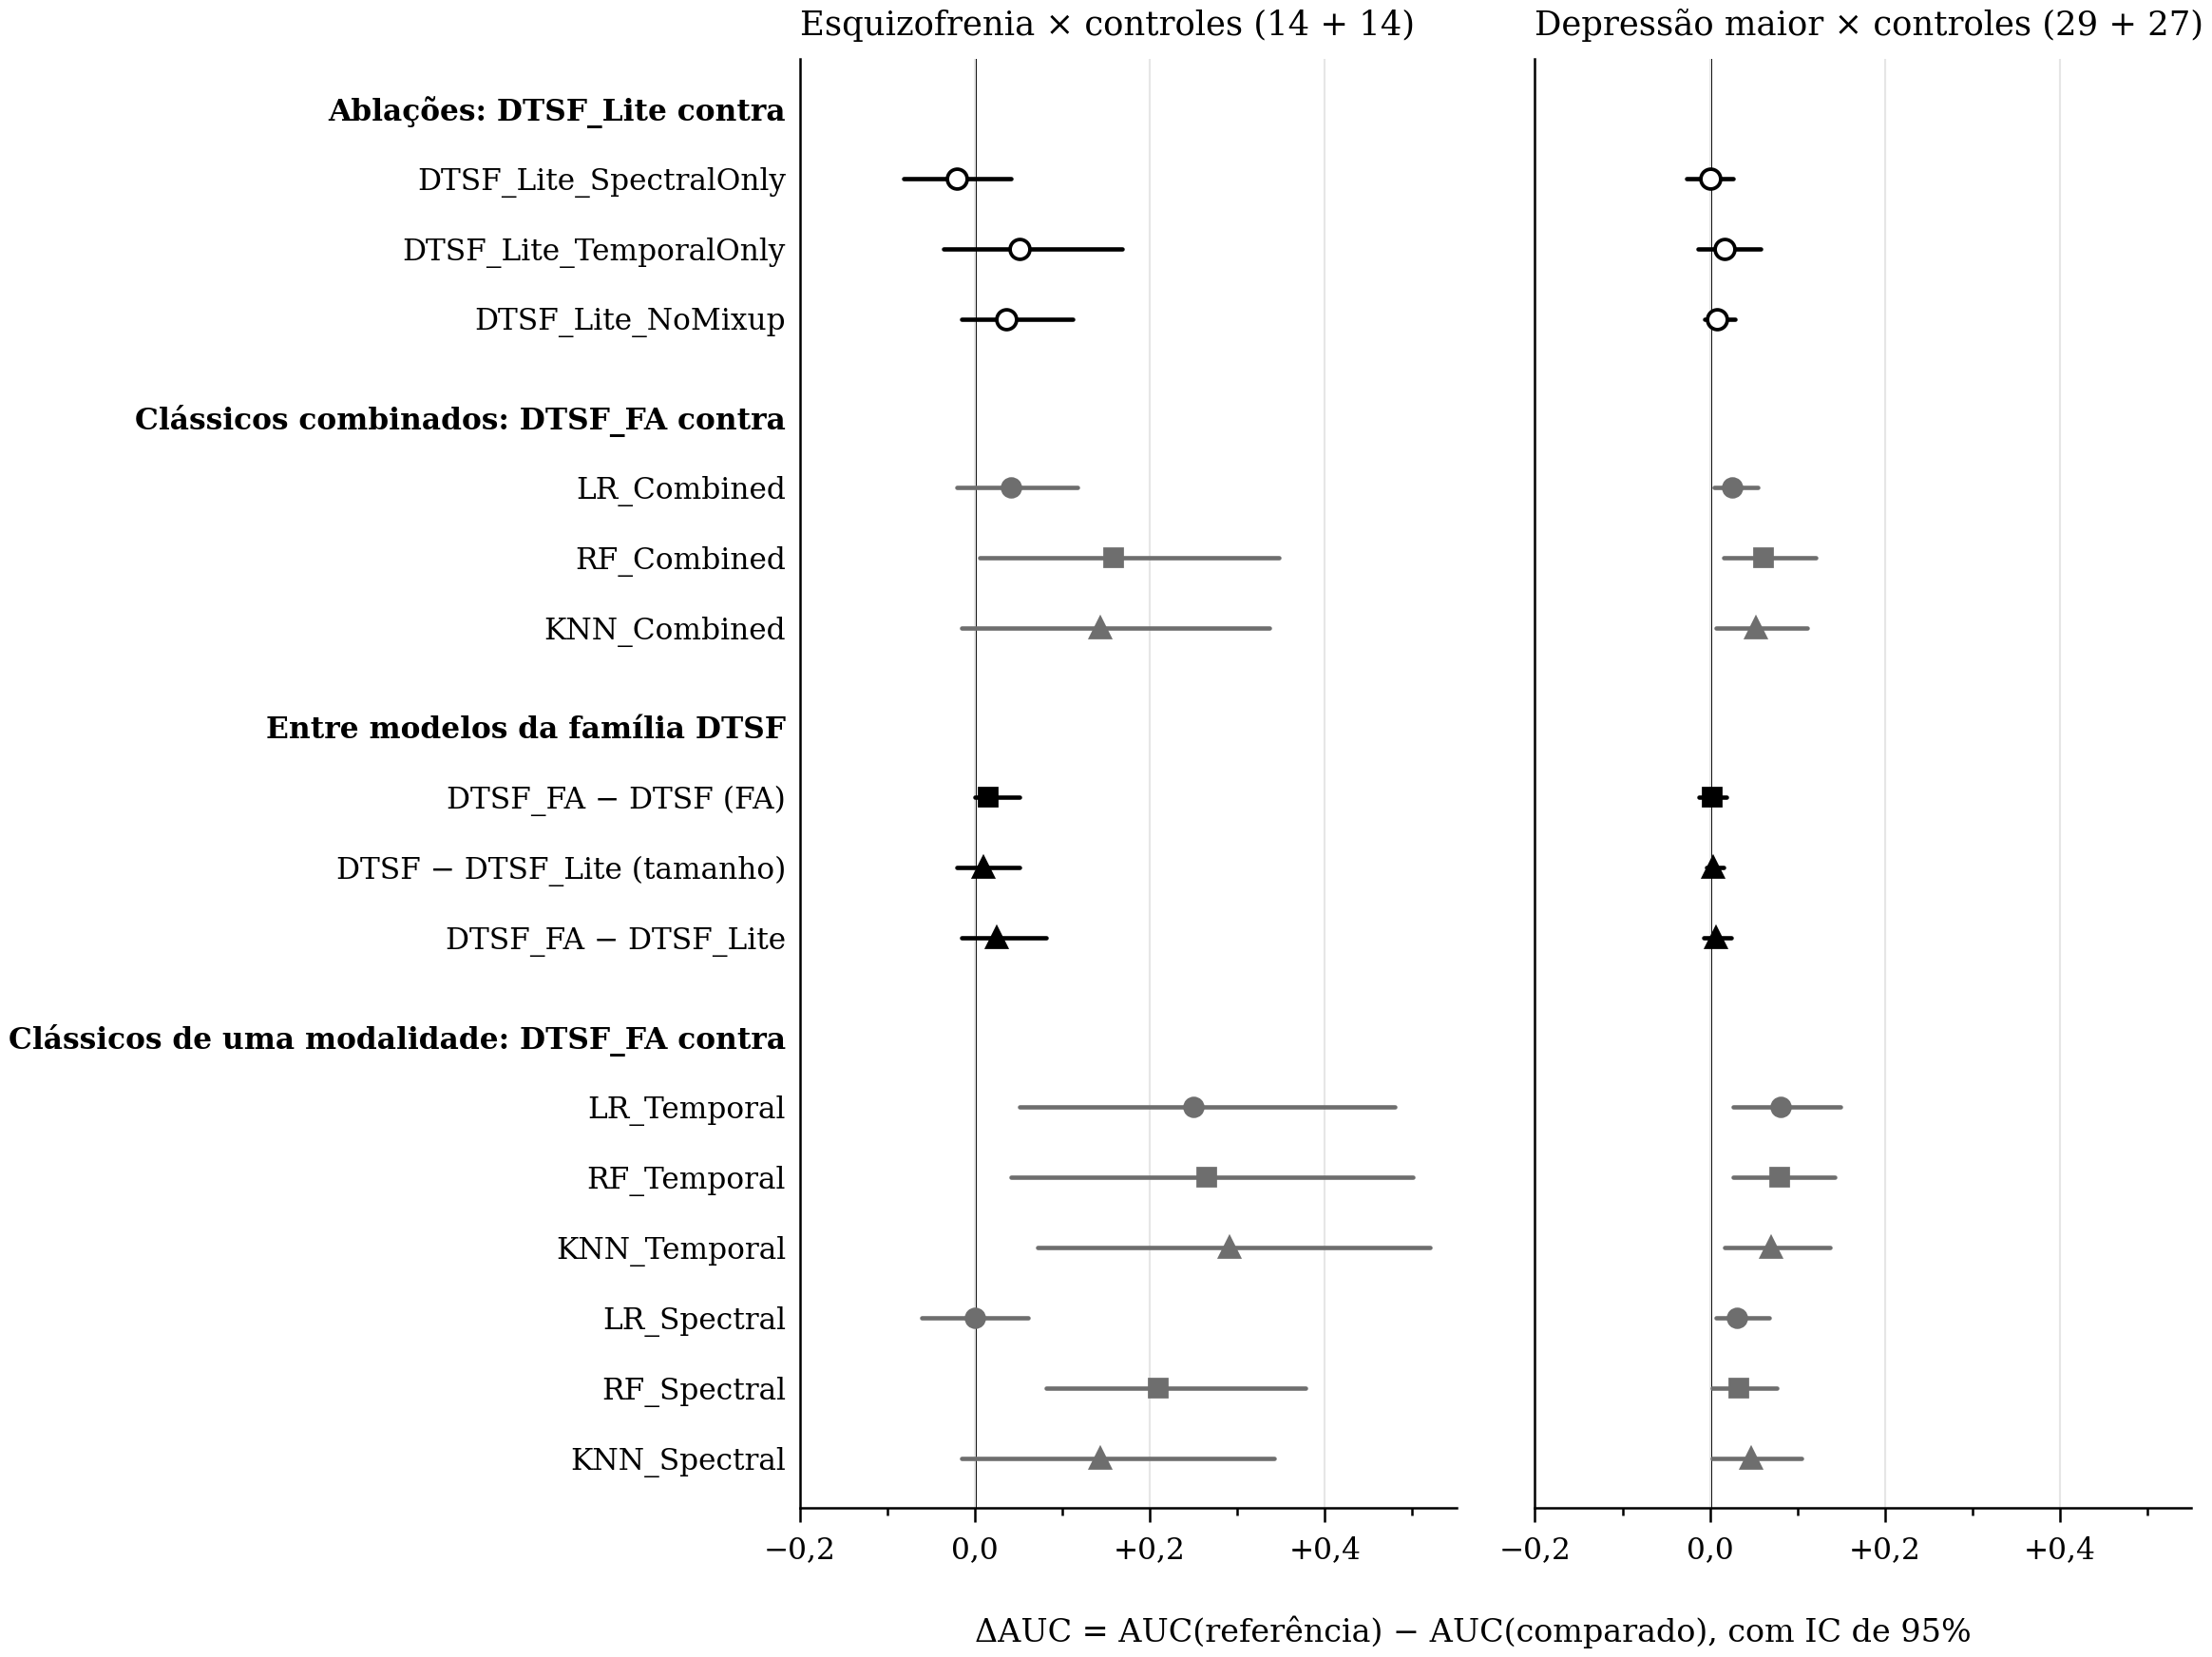 Esquizofrenia × controles (14 + 14)
Depressão maior × controles (29 + 27)
Ablações: DTSF_Lite contra
DTSF_Lite_SpectralOnly
DTSF_Lite_TemporalOnly
DTSF_Lite_NoMixup
Clássicos combinados: DTSF_FA contra
LR_Combined
RF_Combined
KNN_Combined
Entre modelos da família DTSF
DTSF_FA − DTSF (FA)
DTSF − DTSF_Lite (tamanho)
DTSF_FA − DTSF_Lite
Clássicos de uma modalidade: DTSF_FA contra
LR_Temporal
RF_Temporal
KNN_Temporal
LR_Spectral
RF_Spectral
KNN_Spectral
−0,2 0,0 +0,2 +0,4
−0,2 0,0 +0,2 +0,4
ΔAUC = AUC(referência) − AUC(comparado), com IC de 95%